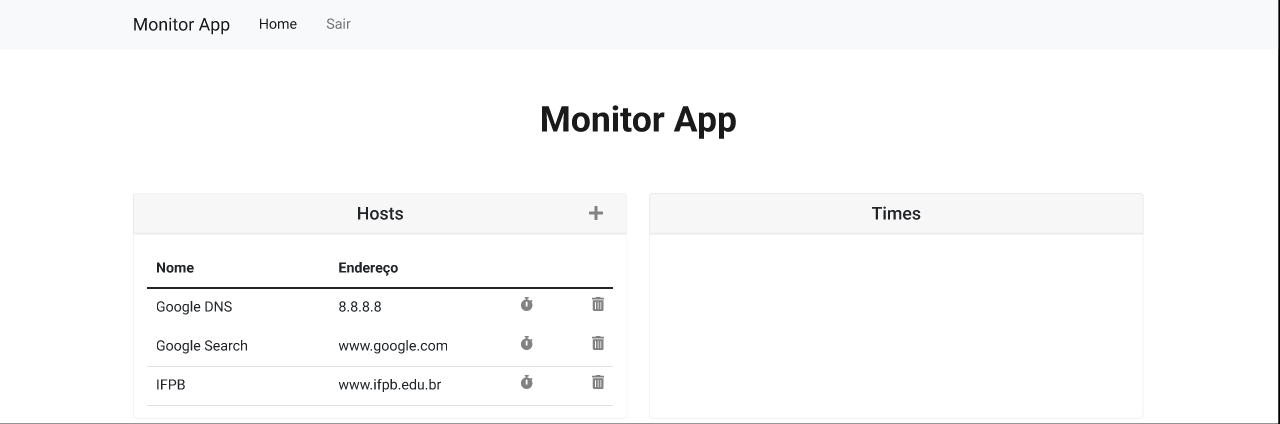 Monitor App Home Sair
Monitor App
Hosts
Nome Endereço
Google DNS 8.8.8.8
Google Search www.google.com
IFPB www.ifpb.edu.br
Times